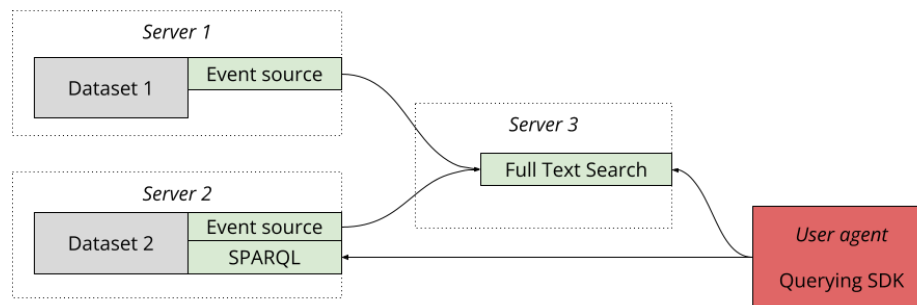 Server 1
Dataset 1
Event source
Server 3
Full Text Search
Server 2
Dataset 2
Event source
SPARQL
User agent
Querying SDK